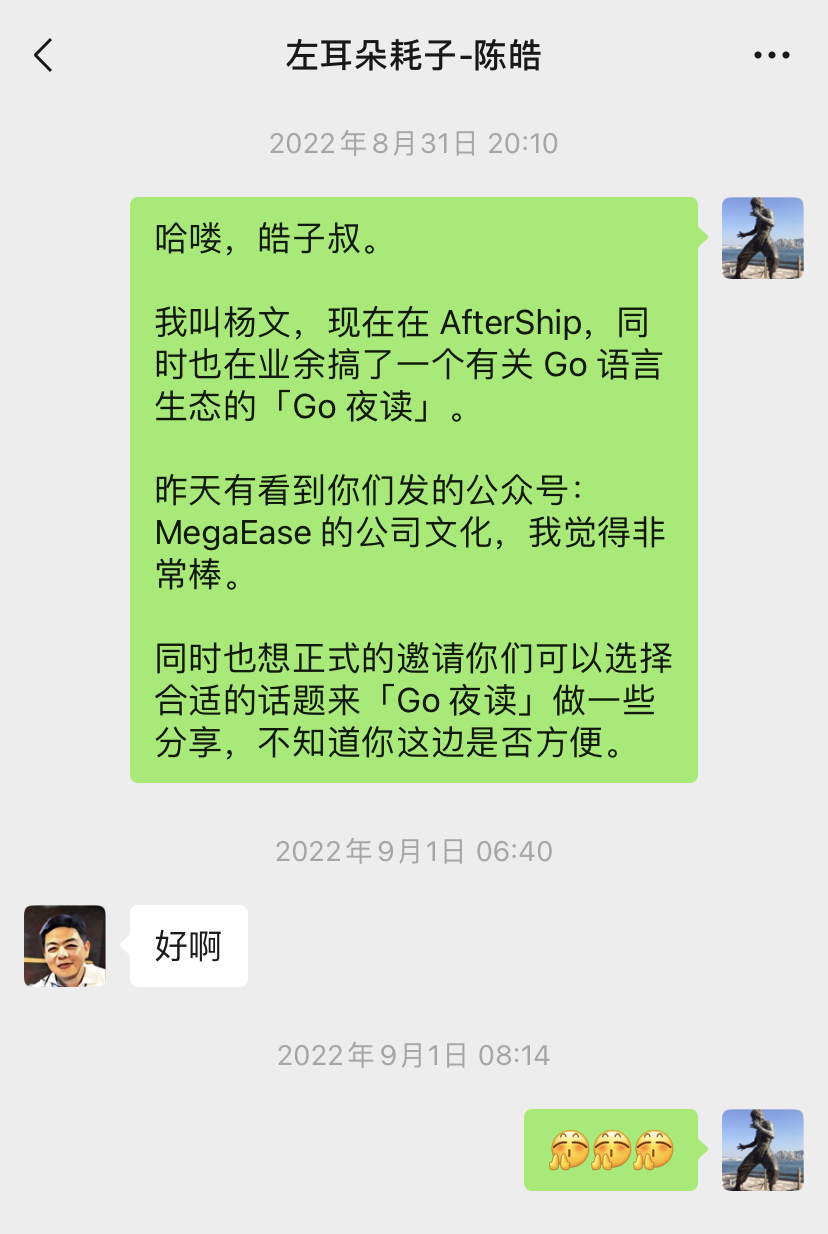 左耳朵耗子-陈皓
2022年8月31日 20:10
哈喽，皓子叔。
我叫杨文，现在在 AfterShip，同
时也在业余搞了一个有关 Go 语言
生态的「Go 夜读」。
昨天有看到你们发的公众号：
MegaEase 的公司文化，我觉得非
常棒。
同时也想正式的邀请你们可以选择
合适的话题来「Go 夜读」做一些
分享，不知道你这边是否方便。
2022年9月1日 06:40
好啊
2022年9月1日 08:14